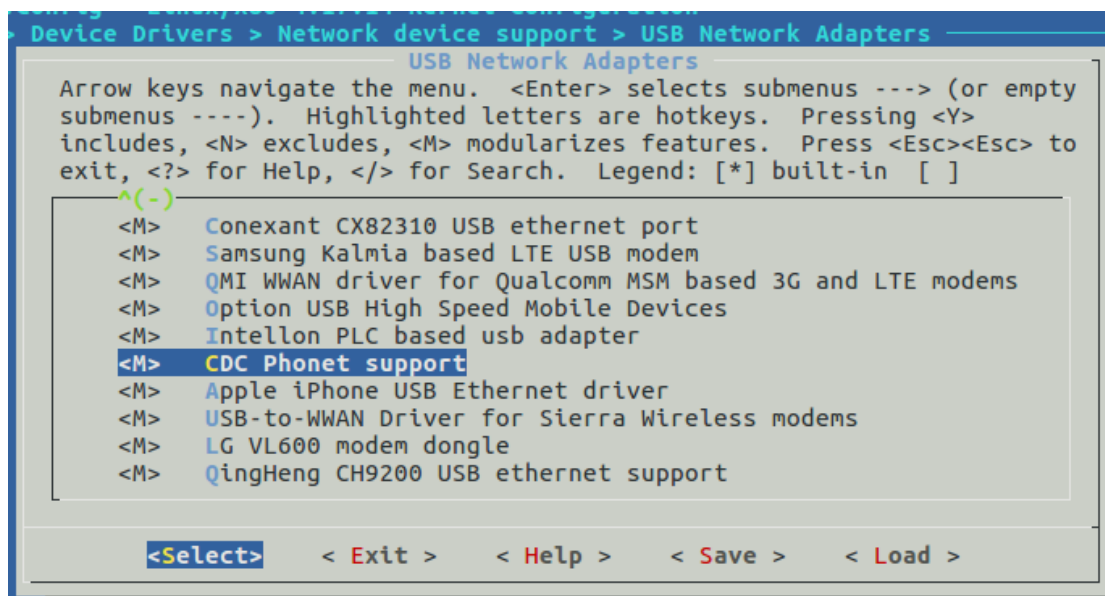 > Device Drivers > Network device support > USB Network Adapters
USB Network Adapters
Arrow keys navigate the menu.  <Enter> selects submenus ---> (or empty
submenus ----).  Highlighted letters are hotkeys.  Pressing <Y>
includes, <N> excludes, <M> modularizes features.  Press <Esc><Esc> to
exit, <?> for Help, </> for Search.  Legend: [*] built-in  [ ]
^(-)
<M>   Conexant CX82310 USB ethernet port
<M>   Samsung Kalmia based LTE USB modem
<M>   QMI WWAN driver for Qualcomm MSM based 3G and LTE modems
<M>   Option USB High Speed Mobile Devices
<M>   Intellon PLC based usb adapter
<M>   CDC Phonet support
<M>   Apple iPhone USB Ethernet driver
<M>   USB-to-WWAN Driver for Sierra Wireless modems
<M>   LG VL600 modem dongle
<M>   QingHeng CH9200 USB ethernet support
<Select>    < Exit >    < Help >    < Save >    < Load >